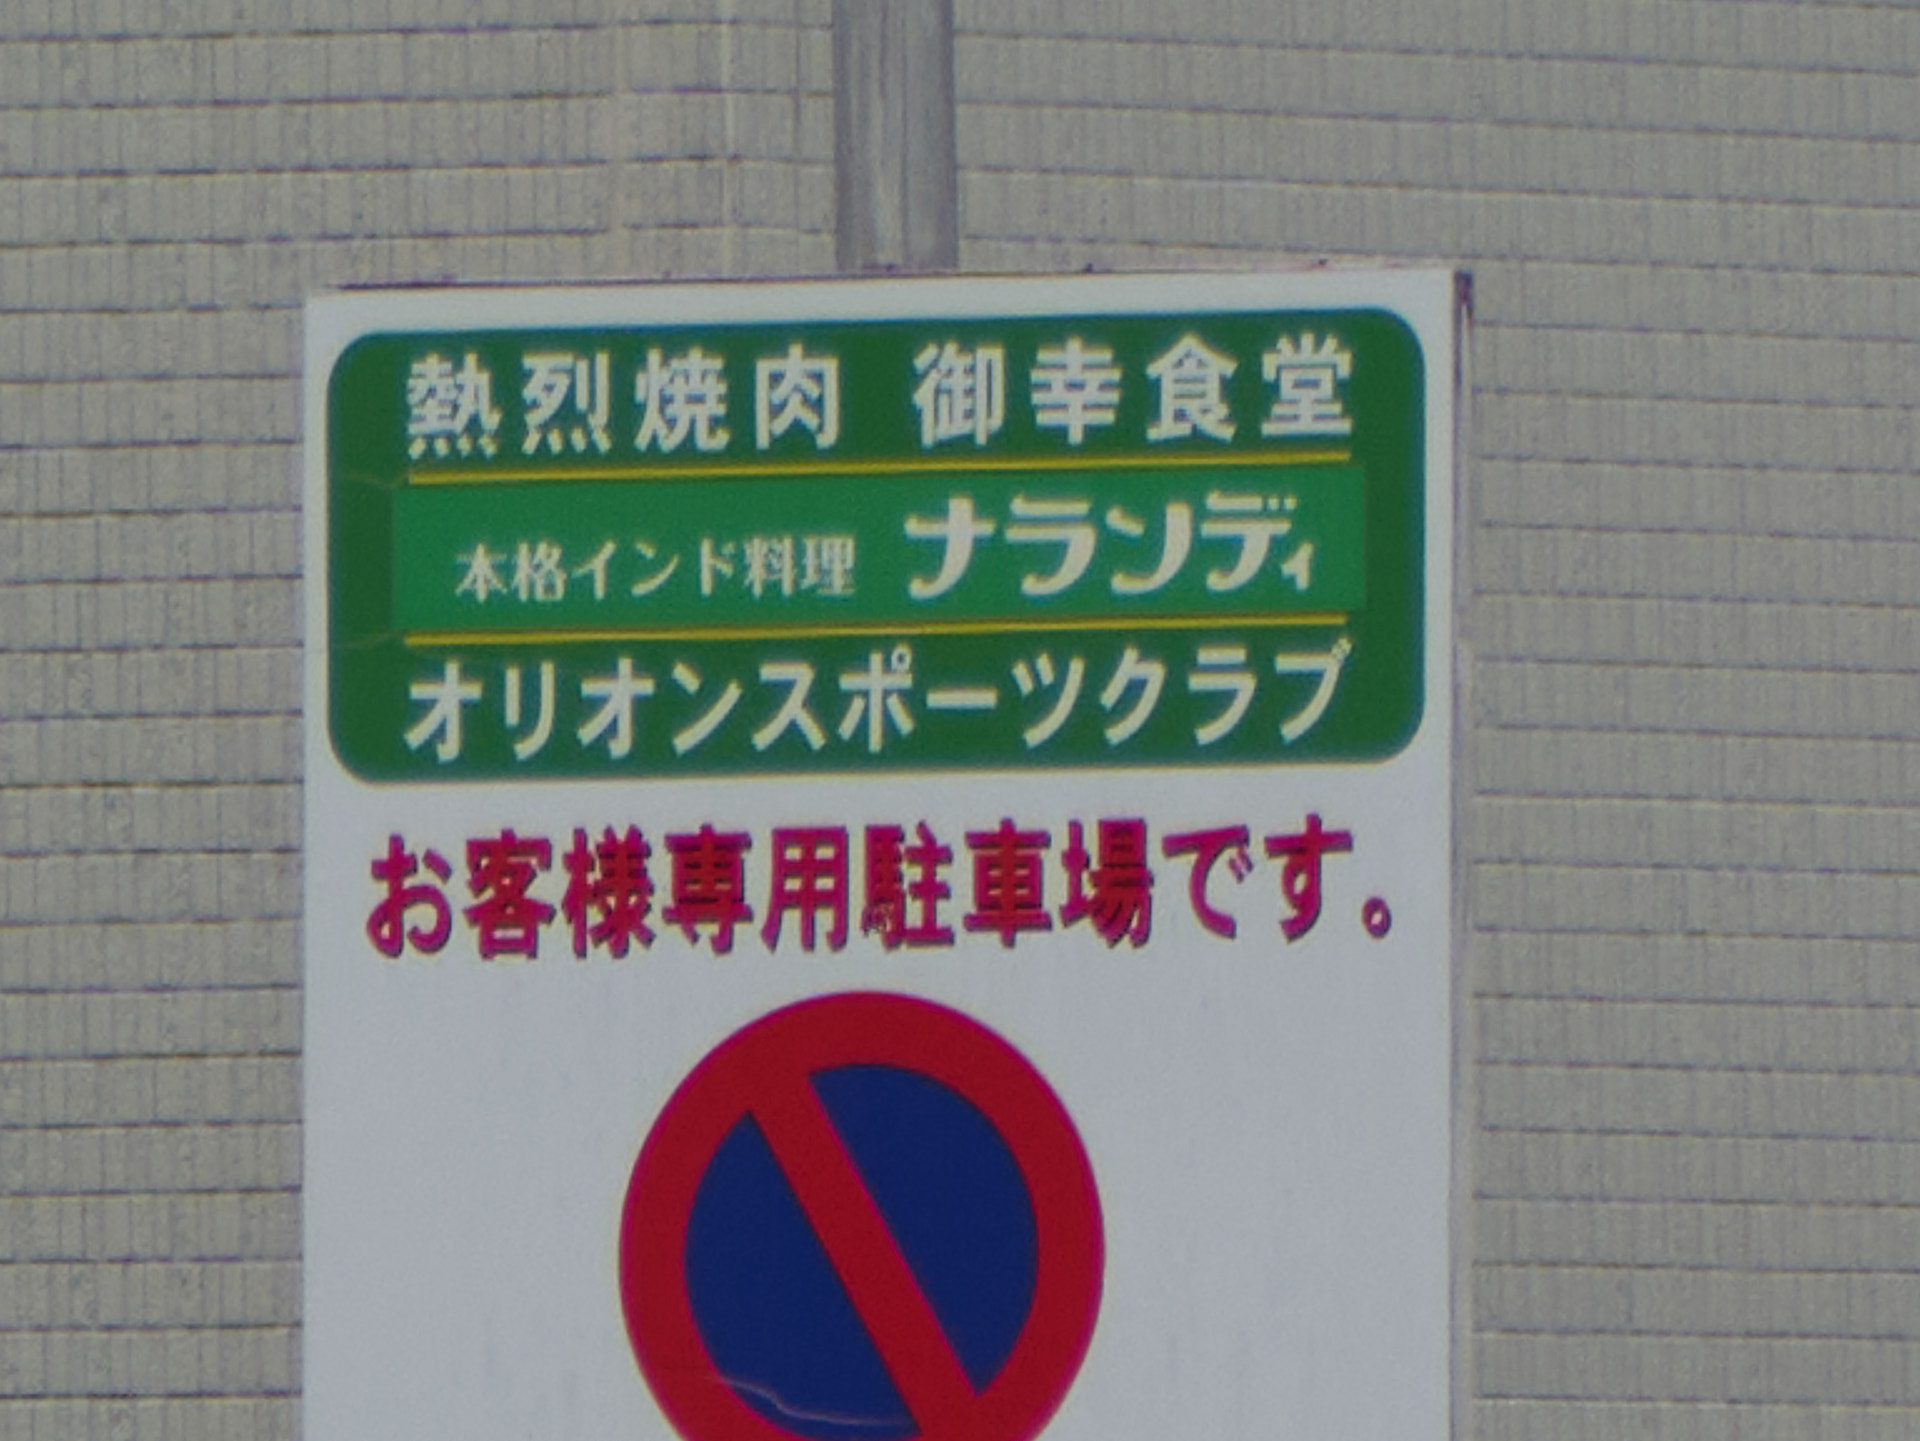 熱烈焼肉 御幸食堂
本格インド料理 ナランディ
オリオンスポーツクラブ
お客様専用駐車場です。